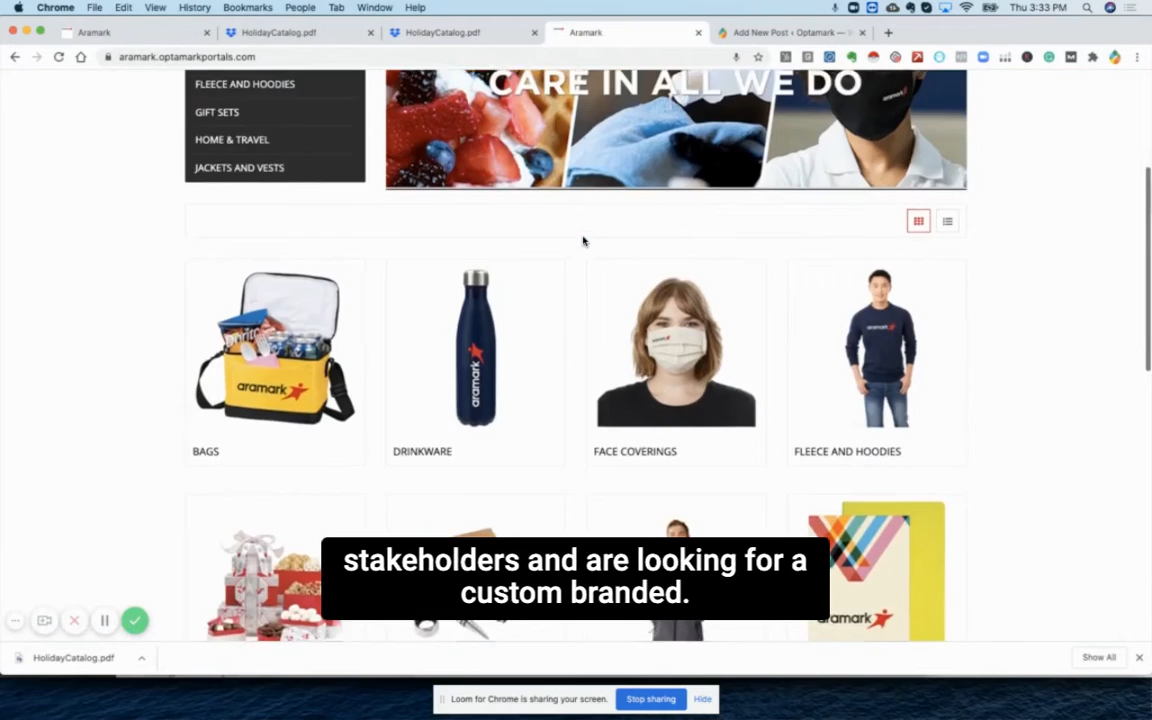 Chrome File Edit View History Bookmarks People Tab Window Help Thu 3:33 PM
Aramark HolidayCatalog.pdf HolidayCatalog.pdf Aramark Add New Post ‹ Optamark —
aramark.optamarkportals.com
FLEECE AND HOODIES
GIFT SETS
HOME & TRAVEL
JACKETS AND VESTS
CARE IN ALL WE DO
aramark
Doritos
aramark
aramark
aramark
BAGS DRINKWARE FACE COVERINGS FLEECE AND HOODIES
stakeholders and are looking for a
custom branded.
aramark
HolidayCatalog.pdf Show All
Loom for Chrome is sharing your screen. Stop sharing Hide